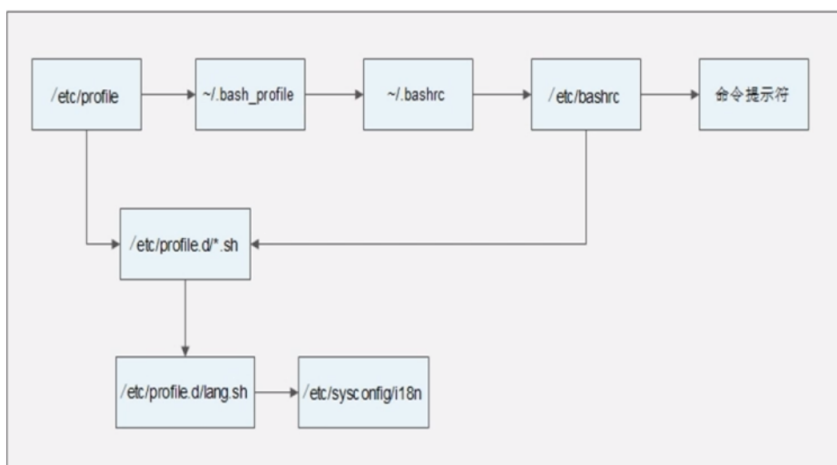 /etc/profile
~/.bash_profile
~/.bashrc
/etc/bashrc
命令提示符
/etc/profile.d/*.sh
/etc/profile.d/lang.sh
/etc/sysconfig/i18n